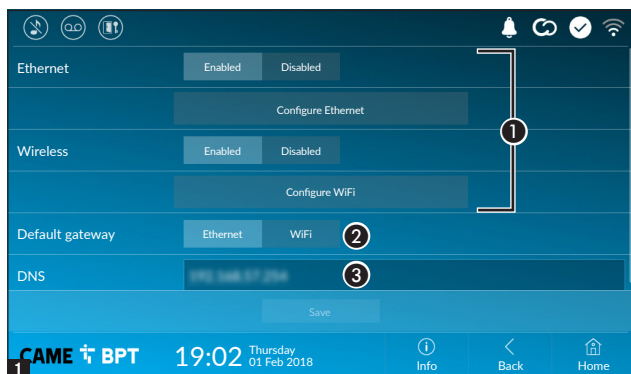 Ethernet Enabled Disabled
Configure Ethernet
1
Wireless Enabled Disabled
Configure WiFi
Default gateway Ethernet WiFi 2
DNS 3
Save
1 CAME BPT 19:02 Thursday 01 Feb 2018 Info Back Home